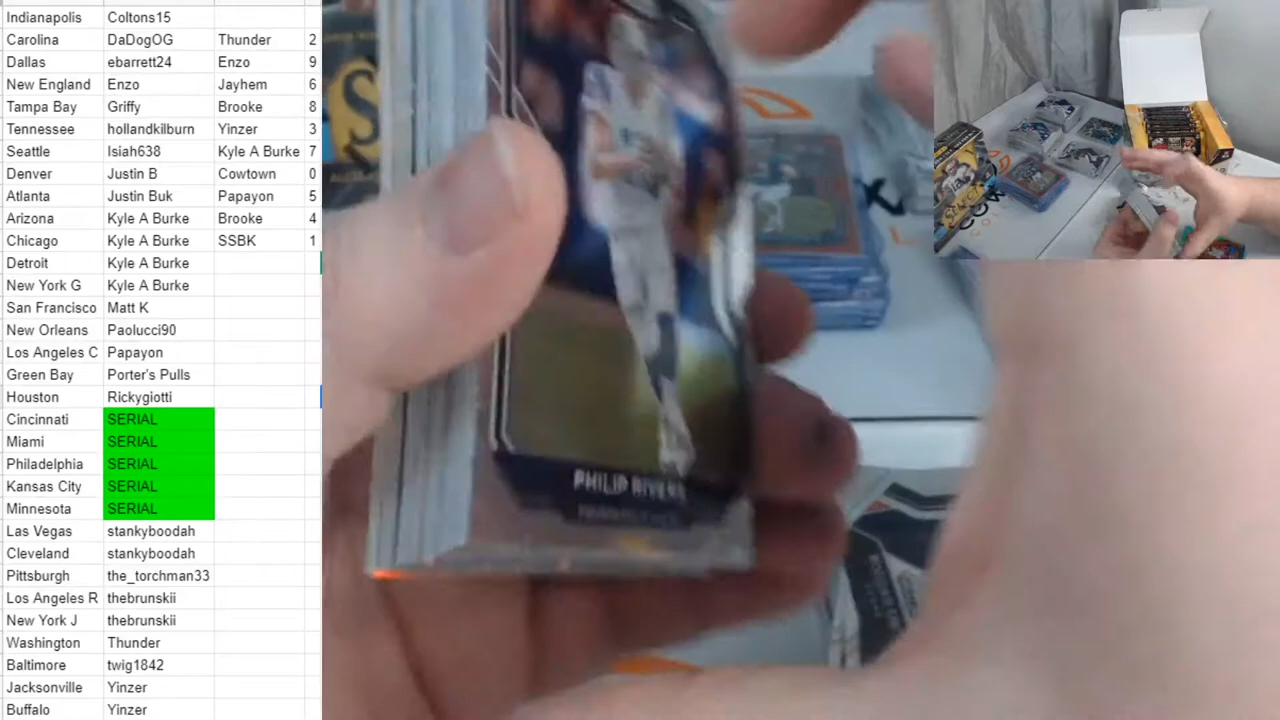 Indianapolis Coltons15
Carolina DaDogOG Thunder 2
Dallas ebarrett24 Enzo 9
New England Enzo Jayhem 6
Tampa Bay Griffy Brooke 8
Tennessee hollandkilburn Yinzer 3
Seattle Isiah638 Kyle A Burke 7
Denver Justin B Cowtown 0
Atlanta Justin Buk Papayon 5
Arizona Kyle A Burke Brooke 4
Chicago Kyle A Burke SSBK 1
Detroit Kyle A Burke
New York G Kyle A Burke
San Francisco Matt K
New Orleans Paolucci90
Los Angeles C Papayon
Green Bay Porter's Pulls
Houston Rickygiotti
Cincinnati SERIAL
Miami SERIAL
Philadelphia SERIAL
Kansas City SERIAL
Minnesota SERIAL
Las Vegas stankyboodah
Cleveland stankyboodah
Pittsburgh the_torchman33
Los Angeles R thebrunskii
New York J thebrunskii
Washington Thunder
Baltimore twig1842
Jacksonville Yinzer
Buffalo Yinzer
PHILIP RIVERS